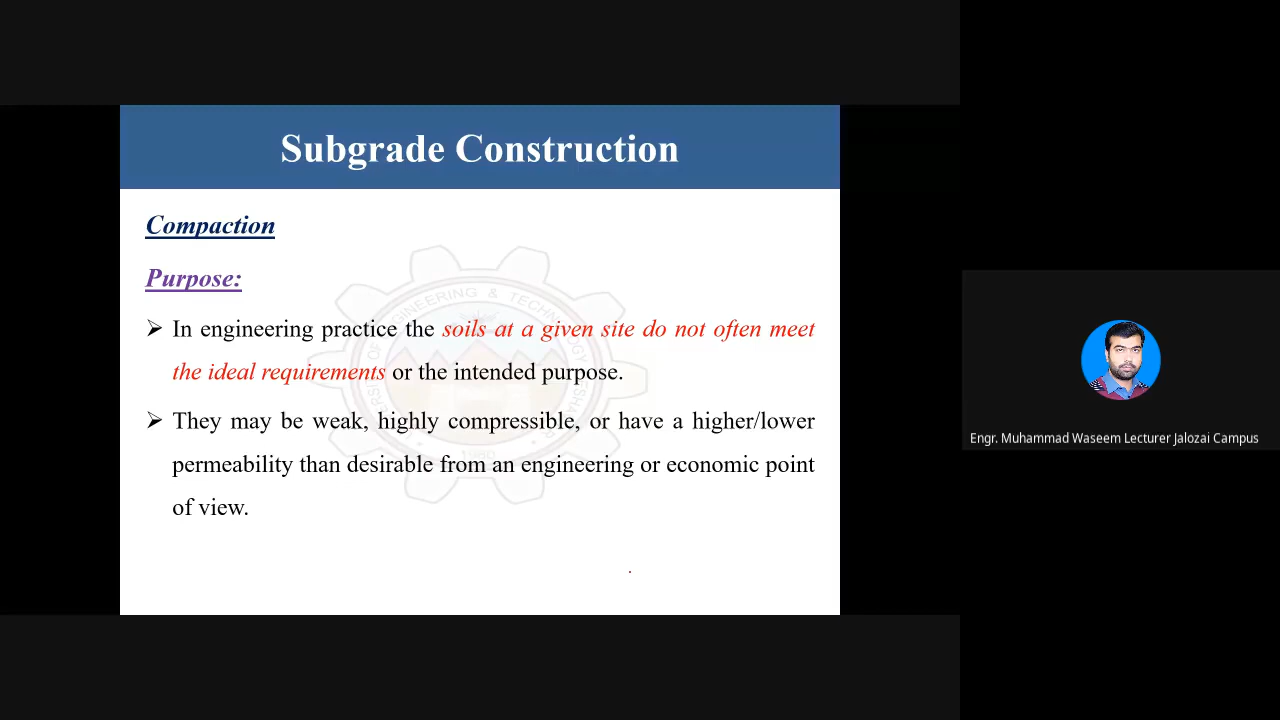 Subgrade Construction
Compaction
Purpose:
➢ In engineering practice the soils at a given site do not often meet
the ideal requirements or the intended purpose.
➢ They may be weak, highly compressible, or have a higher/lower
permeability than desirable from an engineering or economic point
of view.
Engr. Muhammad Waseem Lecturer Jalozai Campus